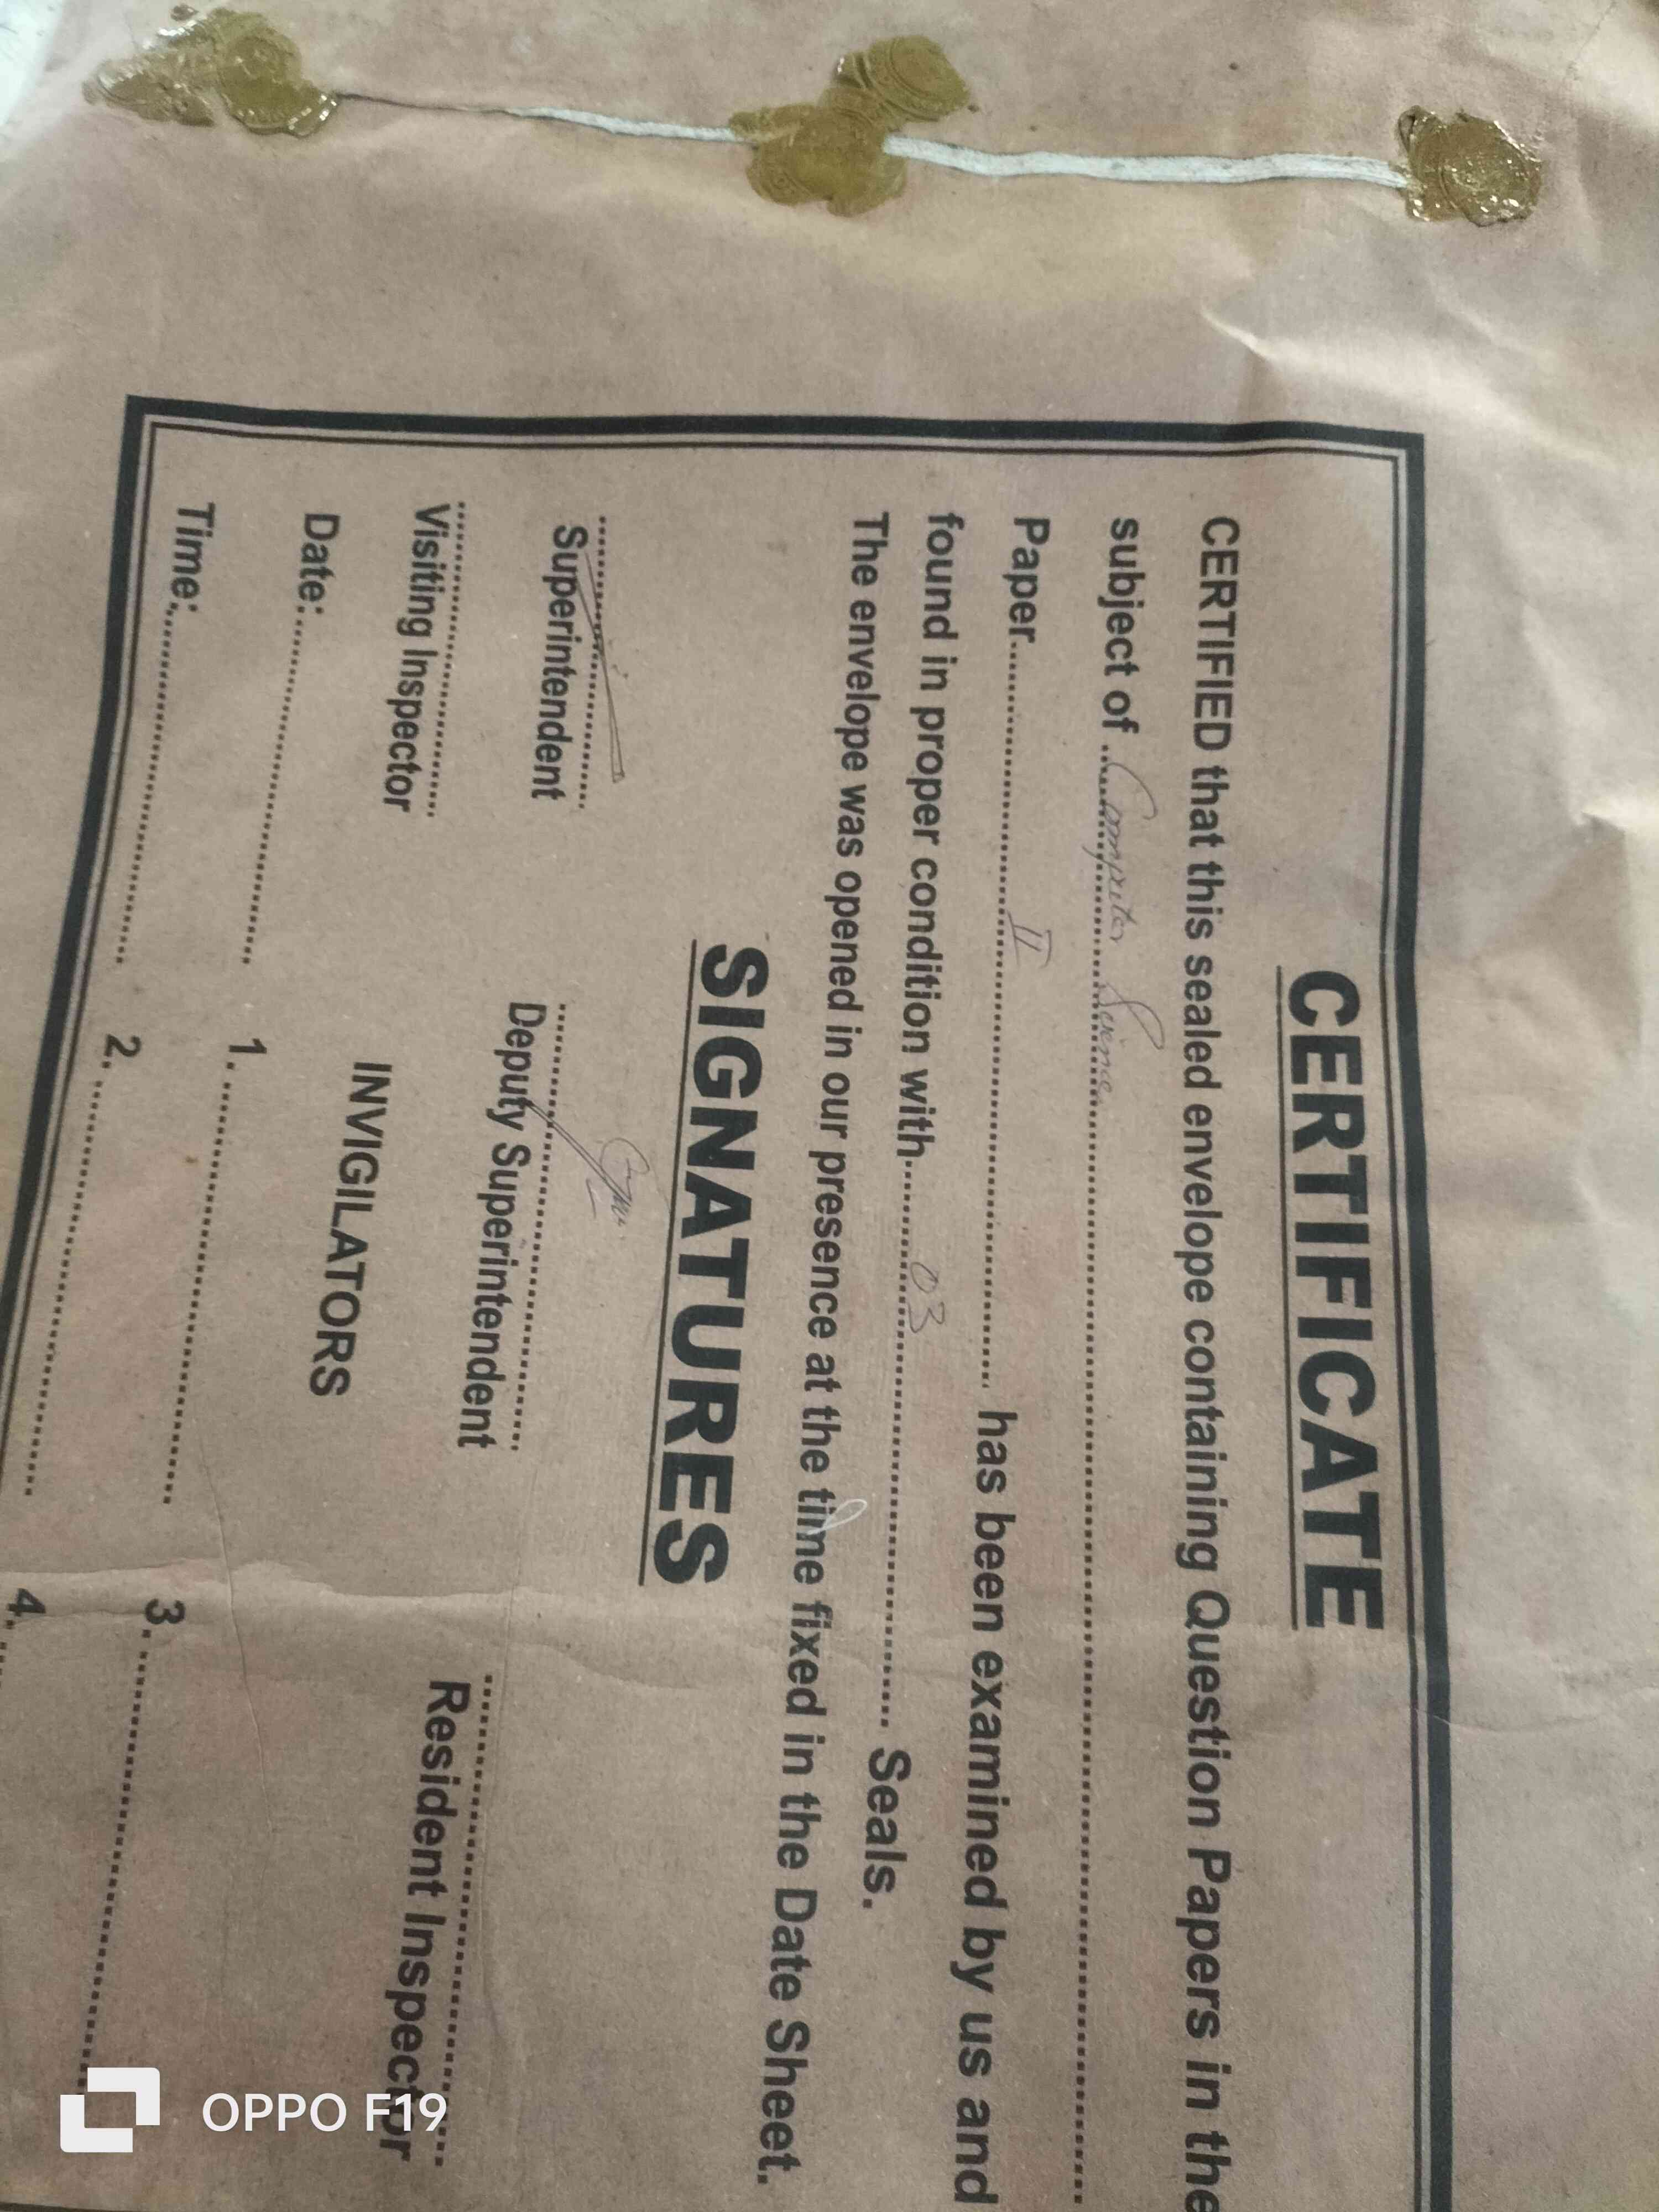 CERTIFICATE
CERTIFIED that this sealed envelope containing Question Papers in the
subject of ..Computer Science..............................
Paper..................II.............................. has been examined by us and
found in proper condition with.......03.............................. Seals.
The envelope was opened in our presence at the time fixed in the Date Sheet.
SIGNATURES
Superintendent Deputy Superintendent Resident Inspector
Visiting Inspector
INVIGILATORS
Date:.............................. 1. .............................. 3. ..............................
Time:.............................. 2. .............................. 4. ..............................
OPPO F19